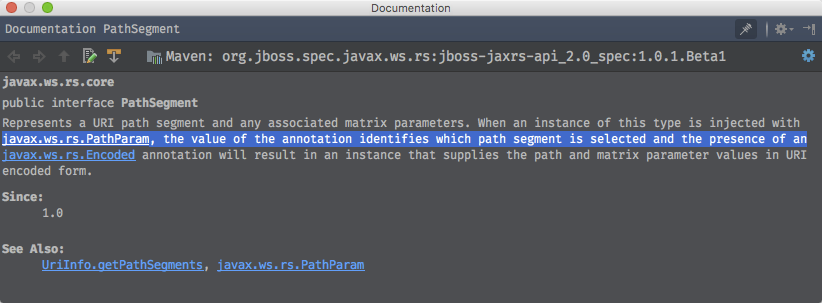 Documentation
Documentation PathSegment
Maven: org.jboss.spec.javax.ws.rs:jboss-jaxrs-api_2.0_spec:1.0.1.Beta1
javax.ws.rs.core
public interface PathSegment
Represents a URI path segment and any associated matrix parameters. When an instance of this type is injected with
javax.ws.rs.PathParam, the value of the annotation identifies which path segment is selected and the presence of an
javax.ws.rs.Encoded annotation will result in an instance that supplies the path and matrix parameter values in URI
encoded form.
Since:
1.0
See Also:
UriInfo.getPathSegments, javax.ws.rs.PathParam